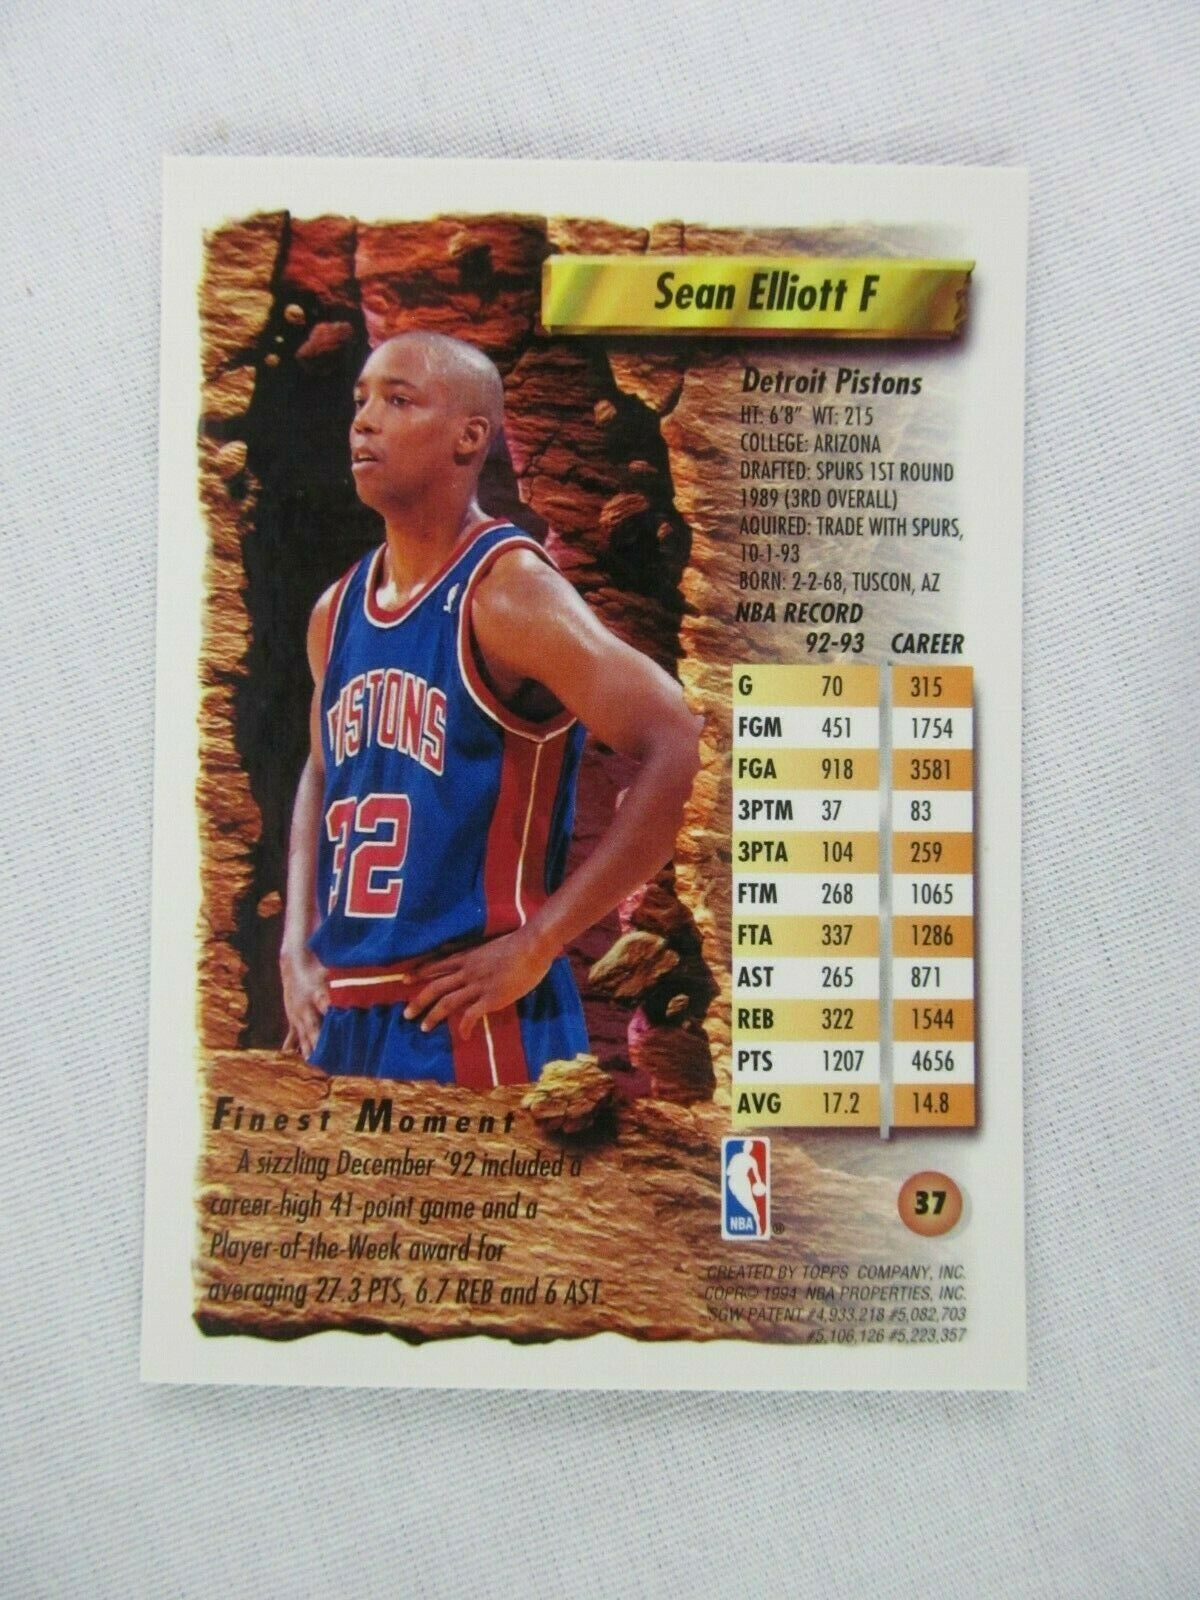 Sean Elliott F
Detroit Pistons
HT: 6'8" WT: 215
COLLEGE: ARIZONA
DRAFTED: SPURS 1ST ROUND
1989 (3RD OVERALL)
AQUIRED: TRADE WITH SPURS,
10-1-93
BORN: 2-2-68, TUSCON, AZ
NBA RECORD
92-93 CAREER
G 70 315
FGM 451 1754
FGA 918 3581
3PTM 37 83
3PTA 104 259
FTM 268 1065
FTA 337 1286
AST 265 871
REB 322 1544
PTS 1207 4656
AVG 17.2 14.8
PISTONS
32
Finest Moment
A sizzling December '92 included a
career-high 41-point game and a
Player-of-the-Week award for
averaging 27.3 PTS, 6.7 REB and 6 AST.
NBA ®
37
CREATED BY TOPPS COMPANY, INC.
COPR© 1994 NBA PROPERTIES, INC.
SGW PATENT #4,933,218 #5,082,703
#5,106,126 #5,223,357